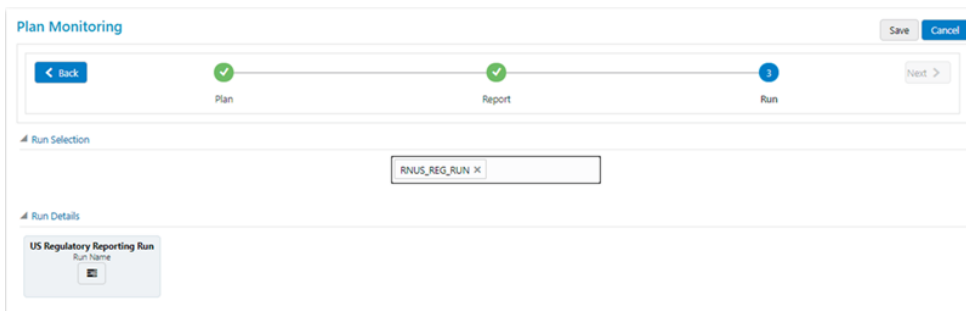 Plan Monitoring
Save Cancel
Back
3
Next
Plan Report Run
Run Selection
RNUS_REG_RUN ×
Run Details
US Regulatory Reporting Run
Run Name